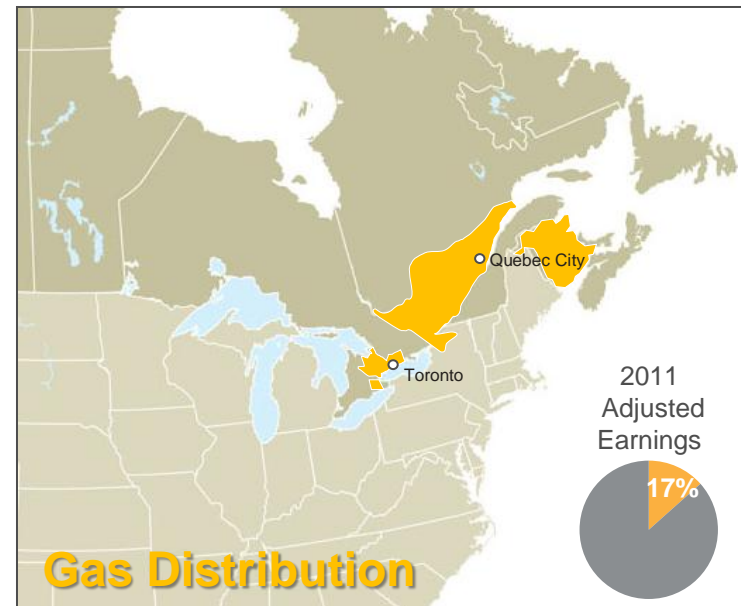 Quebec City
Toronto
2011
Adjusted
Earnings
17%
Gas Distribution